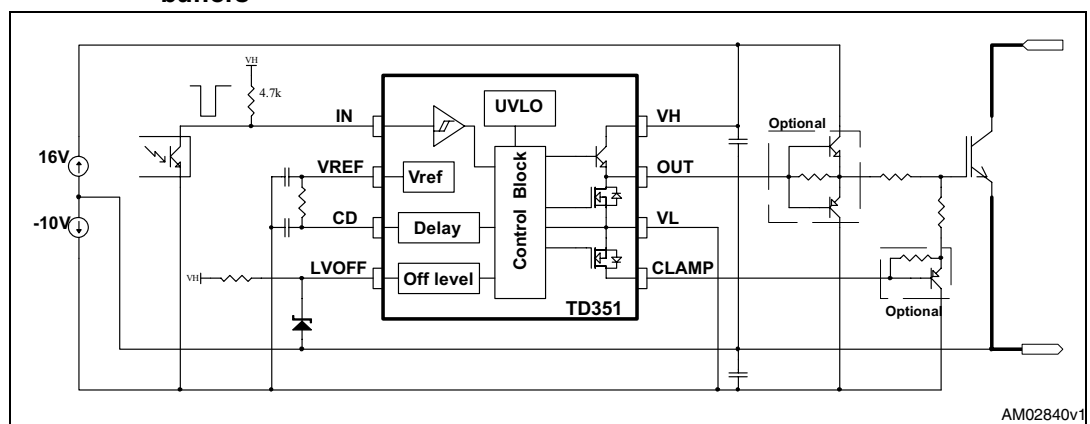 buffers
VH
4.7k
IN
UVLO
VH
Optional
16V
VREF
Vref
Control Block
OUT
-10V
CD
Delay
VL
VH
LVOFF
Off level
CLAMP
TD351
Optional
AM02840v1